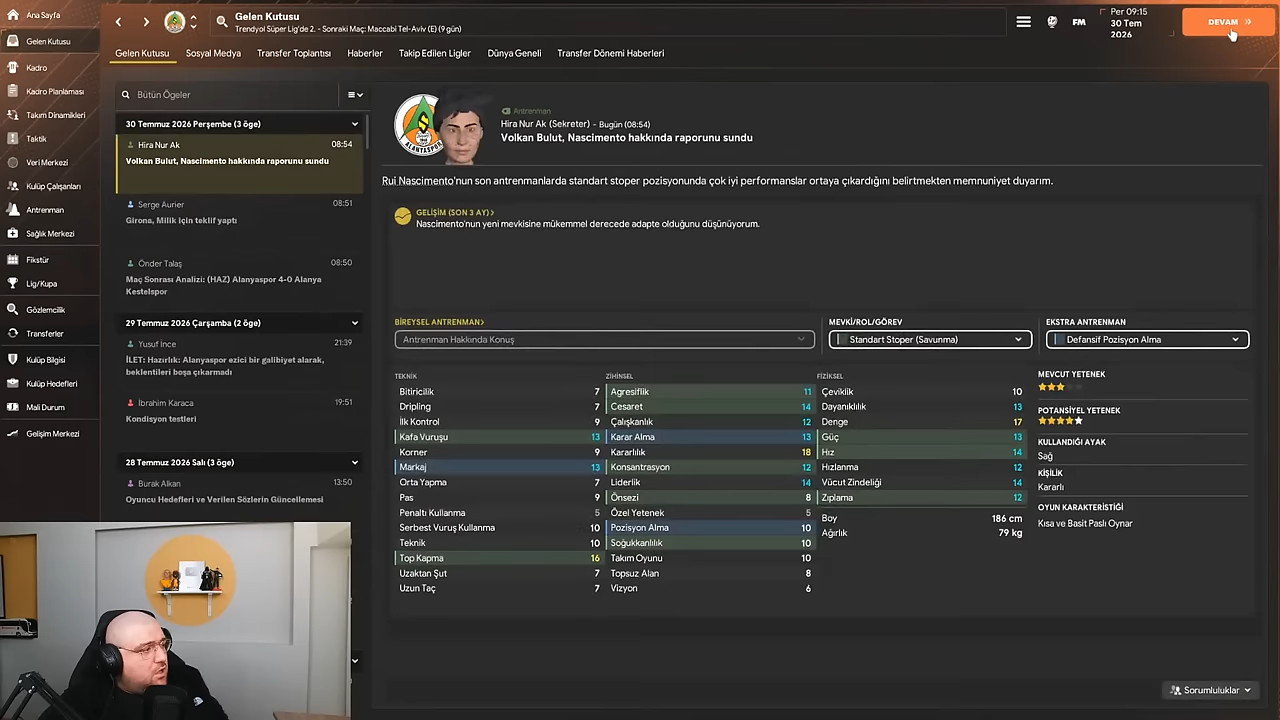 Ana Sayfa
Gelen Kutusu
Kadro
Kadro Planlaması
Takım Dinamikleri
Taktik
Veri Merkezi
Kulüp Çalışanları
Antrenman
Sağlık Merkezi
Fikstür
Lig/Kupa
Gözlemcilik
Transferler
Kulüp Bilgisi
Kulüp Hedefleri
Mali Durum
Gelişim Merkezi
Gelen Kutusu
Trendyol Süper Lig'de 2. - Sonraki Maç: Maccabi Tel-Aviv (E) (9 gün)
FM
Per 09:15
30 Tem
2026
DEVAM
Gelen Kutusu
Sosyal Medya
Transfer Toplantısı
Haberler
Takip Edilen Ligler
Dünya Geneli
Transfer Dönemi Haberleri
Bütün Ögeler
30 Temmuz 2026 Perşembe (3 öge)
Hira Nur Ak 08:54
Volkan Bulut, Nascimento hakkında raporunu sundu
Serge Aurier 08:51
Girona, Milik için teklif yaptı
Önder Talaş 08:50
Maç Sonrası Analizi: (HAZ) Alanyaspor 4-0 Alanya
Kestelspor
29 Temmuz 2026 Çarşamba (2 öge)
Yusuf İnce 21:39
İLET: Hazırlık: Alanyaspor ezici bir galibiyet alarak,
beklentileri boşa çıkarmadı
İbrahim Karaca 19:51
Kondisyon testleri
28 Temmuz 2026 Salı (3 öge)
Burak Alkan 13:50
Oyuncu Hedefleri ve Verilen Sözlerin Güncellemesi
ALANYASPOR
Antrenman
Hira Nur Ak (Sekreter) - Bugün (08:54)
Volkan Bulut, Nascimento hakkında raporunu sundu
Rui Nascimento'nun son antrenmanlarda standart stoper pozisyonunda çok iyi performanslar ortaya çıkardığını belirtmekten memnuniyet duyarım.
GELİŞİM (SON 3 AY)
Nascimento'nun yeni mevkisine mükemmel derecede adapte olduğunu düşünüyorum.
BİREYSEL ANTRENMAN
Antrenman Hakkında Konuş
MEVKİ/ROL/GÖREV
Standart Stoper (Savunma)
EKSTRA ANTRENMAN
Defansif Pozisyon Alma
TEKNİK
Bitiricilik 7
Dripling 7
İlk Kontrol 9
Kafa Vuruşu 13
Korner 9
Markaj 13
Orta Yapma 7
Pas 9
Penaltı Kullanma 5
Serbest Vuruş Kullanma 10
Teknik 10
Top Kapma 16
Uzaktan Şut 7
Uzun Taç 7
ZİHİNSEL
Agresiflik 11
Cesaret 14
Çalışkanlık 12
Karar Alma 13
Kararlılık 18
Konsantrasyon 12
Liderlik 14
Önsezi 8
Özel Yetenek 5
Pozisyon Alma 10
Soğukkanlılık 10
Takım Oyunu 10
Topsuz Alan 8
Vizyon 6
FİZİKSEL
Çeviklik 10
Dayanıklılık 13
Denge 17
Güç 13
Hız 14
Hızlanma 12
Vücut Zindeliği 14
Zıplama 12
Boy 186 cm
Ağırlık 79 kg
MEVCUT YETENEK
POTANSİYEL YETENEK
KULLANDIĞI AYAK
Sağ
KİŞİLİK
Kararlı
OYUN KARAKTERİSTİĞİ
Kısa ve Basit Paslı Oynar
Sorumluluklar